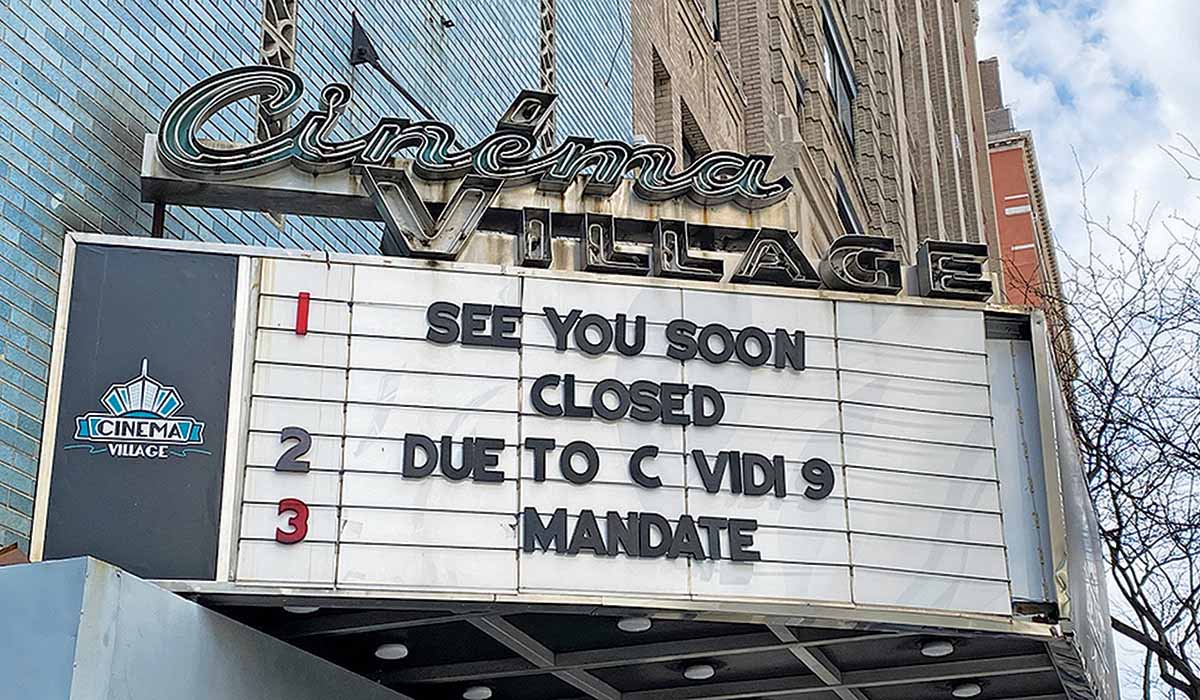 Cinéma
VILLAGE
CINEMA
VILLAGE
1 SEE YOU SOON
CLOSED
2 DUE TO C VIDI 9
3 MANDATE